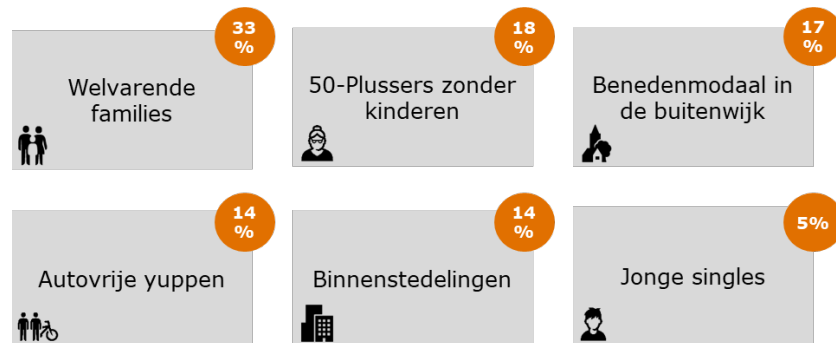 33
%
Welvarende
families
18
%
50-Plussers zonder
kinderen
17
%
Benedenmodaal in
de buitenwijk
14
%
Autovrije yuppen
14
%
Binnenstedelingen
5%
Jonge singles